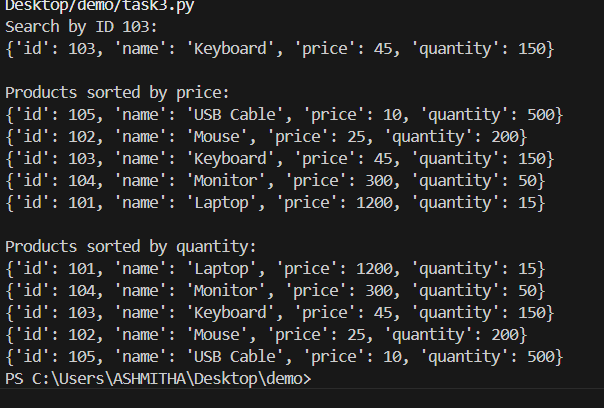 Desktop/demo/task3.py
Search by ID 103:
{'id': 103, 'name': 'Keyboard', 'price': 45, 'quantity': 150}

Products sorted by price:
{'id': 105, 'name': 'USB Cable', 'price': 10, 'quantity': 500}
{'id': 102, 'name': 'Mouse', 'price': 25, 'quantity': 200}
{'id': 103, 'name': 'Keyboard', 'price': 45, 'quantity': 150}
{'id': 104, 'name': 'Monitor', 'price': 300, 'quantity': 50}
{'id': 101, 'name': 'Laptop', 'price': 1200, 'quantity': 15}

Products sorted by quantity:
{'id': 101, 'name': 'Laptop', 'price': 1200, 'quantity': 15}
{'id': 104, 'name': 'Monitor', 'price': 300, 'quantity': 50}
{'id': 103, 'name': 'Keyboard', 'price': 45, 'quantity': 150}
{'id': 102, 'name': 'Mouse', 'price': 25, 'quantity': 200}
{'id': 105, 'name': 'USB Cable', 'price': 10, 'quantity': 500}
PS C:\Users\ASHMITHA\Desktop\demo>